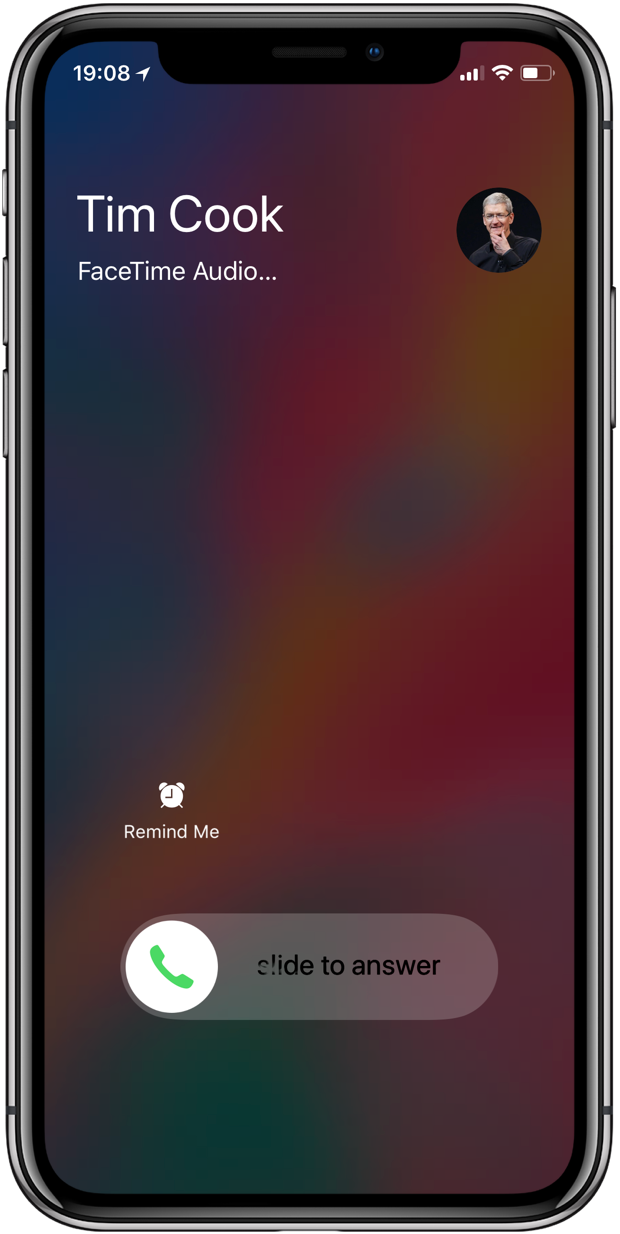 19:08
Tim Cook
FaceTime Audio...
Remind Me
slide to answer